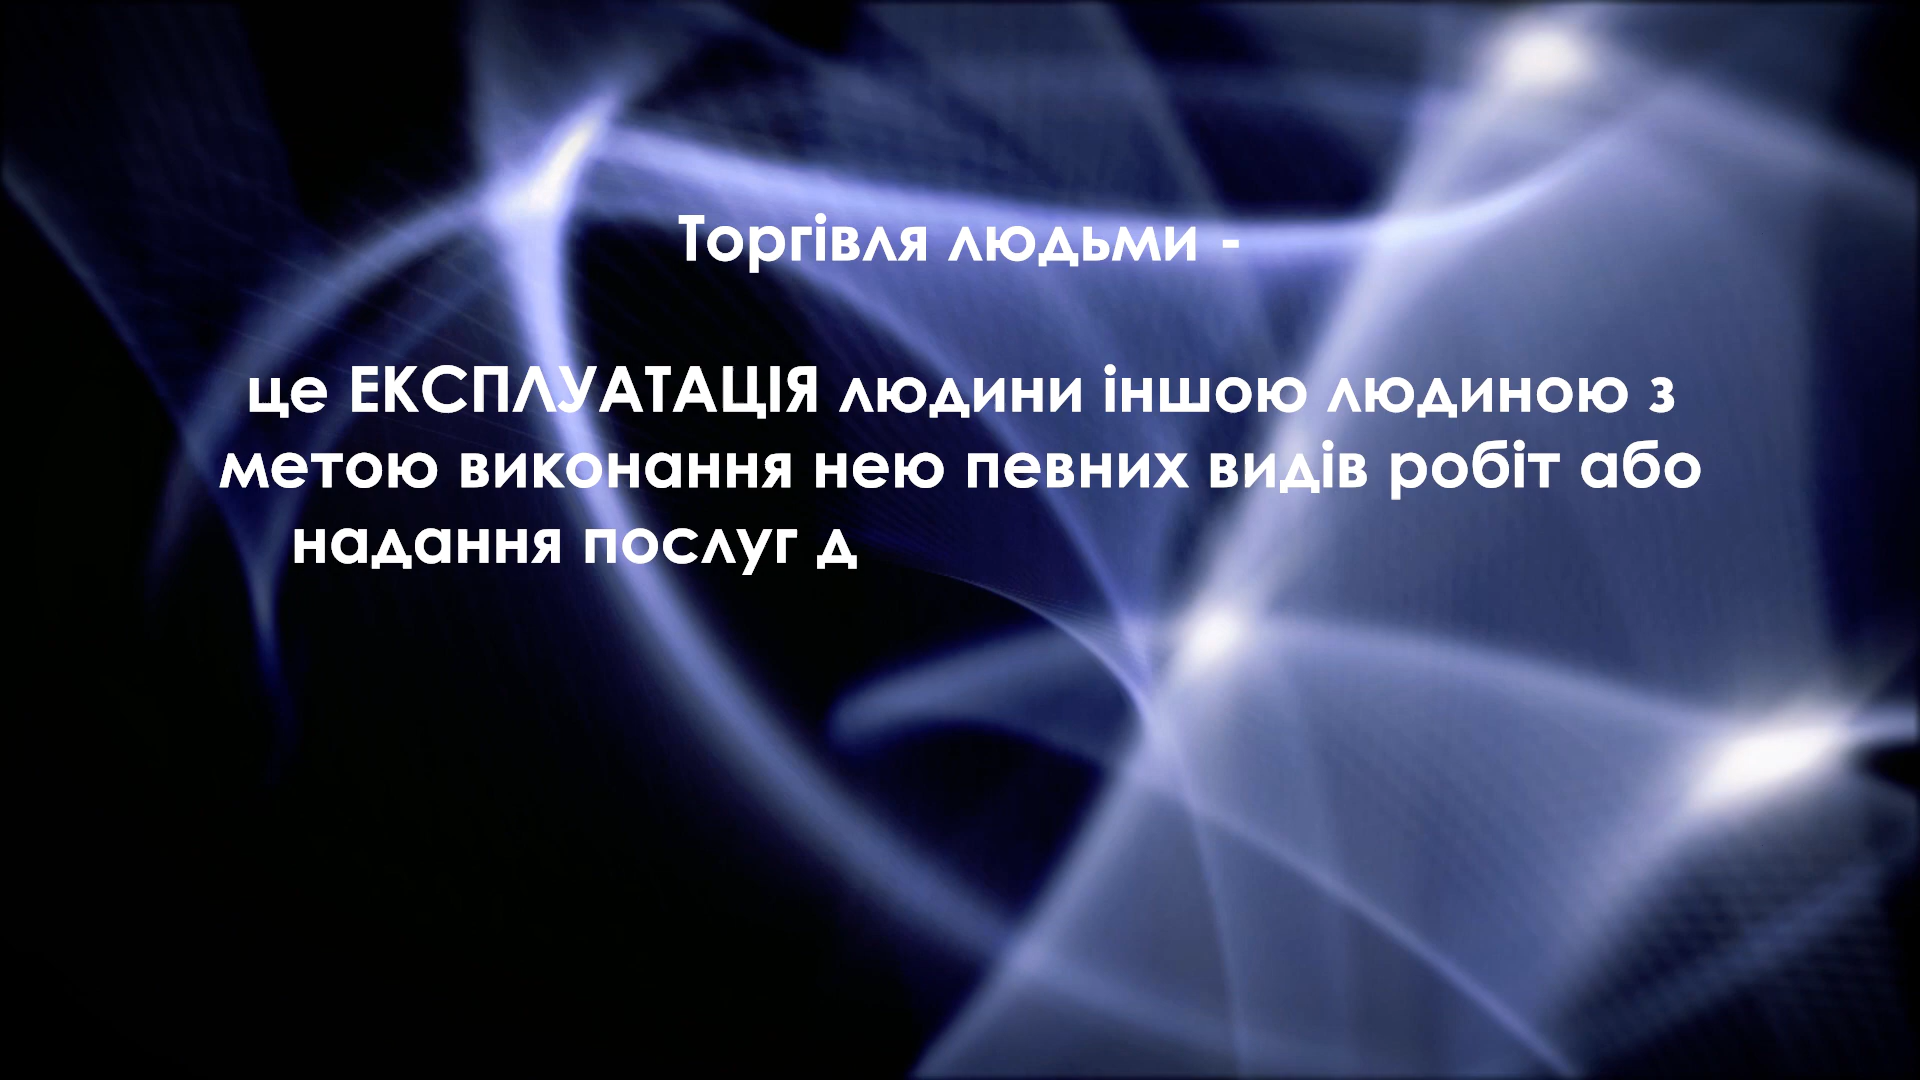 Торгівля людьми -
це ЕКСПЛУАТАЦІЯ людини іншою людиною з
метою виконання нею певних видів робіт або
надання послуг д